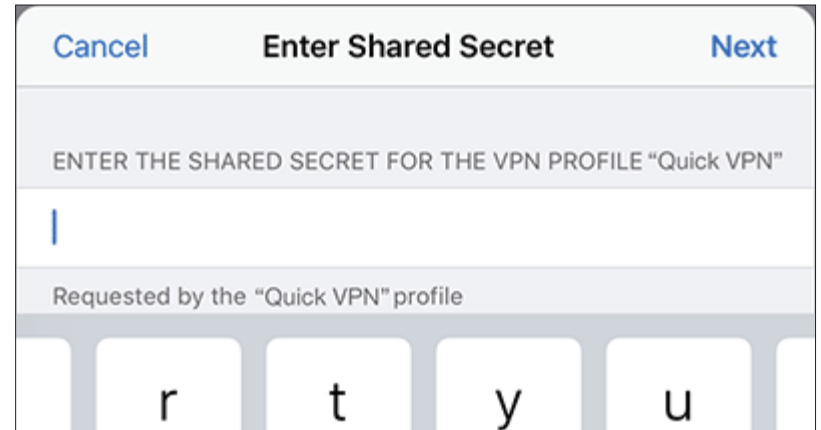 Cancel Enter Shared Secret Next
ENTER THE SHARED SECRET FOR THE VPN PROFILE “Quick VPN”
Requested by the “Quick VPN” profile
r t y u